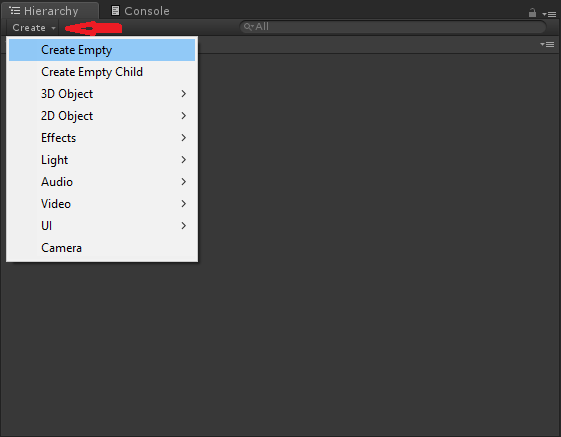 Hierarchy
Console
Create
All
Create Empty
Create Empty Child
3D Object
2D Object
Effects
Light
Audio
Video
UI
Camera